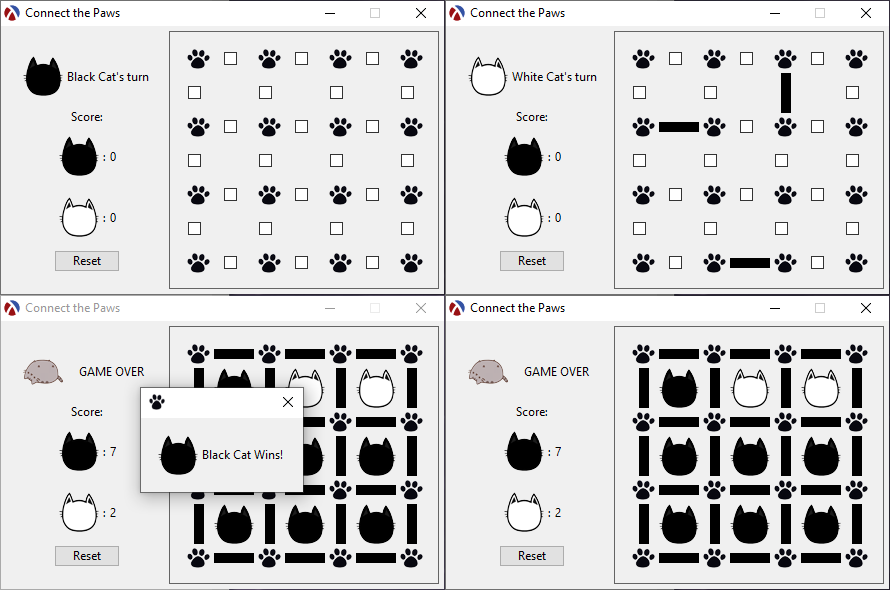 Connect the Paws
Black Cat's turn
Score:
: 0
: 0
Reset
Connect the Paws
White Cat's turn
Score:
: 0
: 0
Reset
Connect the Paws
GAME OVER
Score:
: 7
: 2
Reset
Black Cat Wins!
Connect the Paws
GAME OVER
Score:
: 7
: 2
Reset